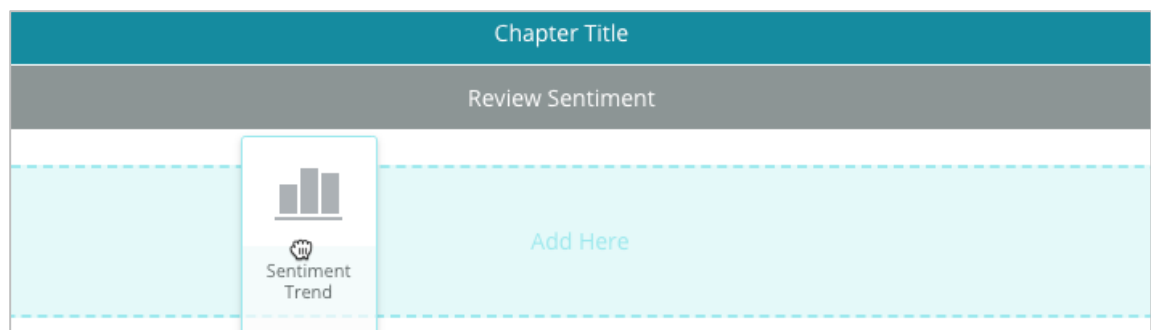 Chapter Title
Review Sentiment
Add Here
Sentiment
Trend